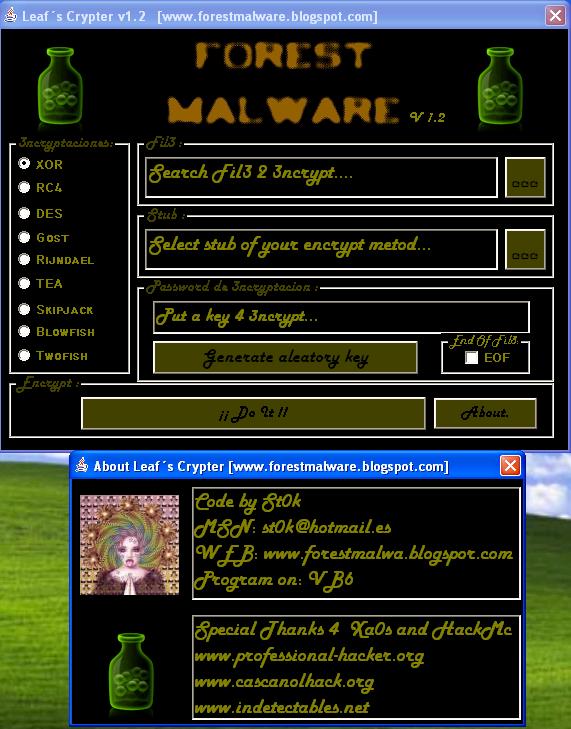 Leaf´s Crypter v1.2 [www.forestmalware.blogspot.com]
FOREST
MALWARE V 1.2
3ncryptaciones:
XOR
RC4
DES
Gost
Rijndael
TEA
Skipjack
Blowfish
Twofish
Fil3 :
Search Fil3 2 3ncrypt....
...
Stub :
Select stub of your encrypt metod...
...
Password de 3ncryptacion :
Put a key 4 3ncrypt...
Generate aleatory key
End Of Fil3:
EOF
Encrypt :
¡¡ Do It !!
About.
About Leaf´s Crypter [www.forestmalware.blogspot.com]
Code by St0k
MSN: st0k@hotmail.es
WEB: www.forestmalwa.blogspor.com
Program on: VB6
Special Thanks 4 Xa0s and HackMc
www.professional-hacker.org
www.cascanolhack.org
www.indetectables.net